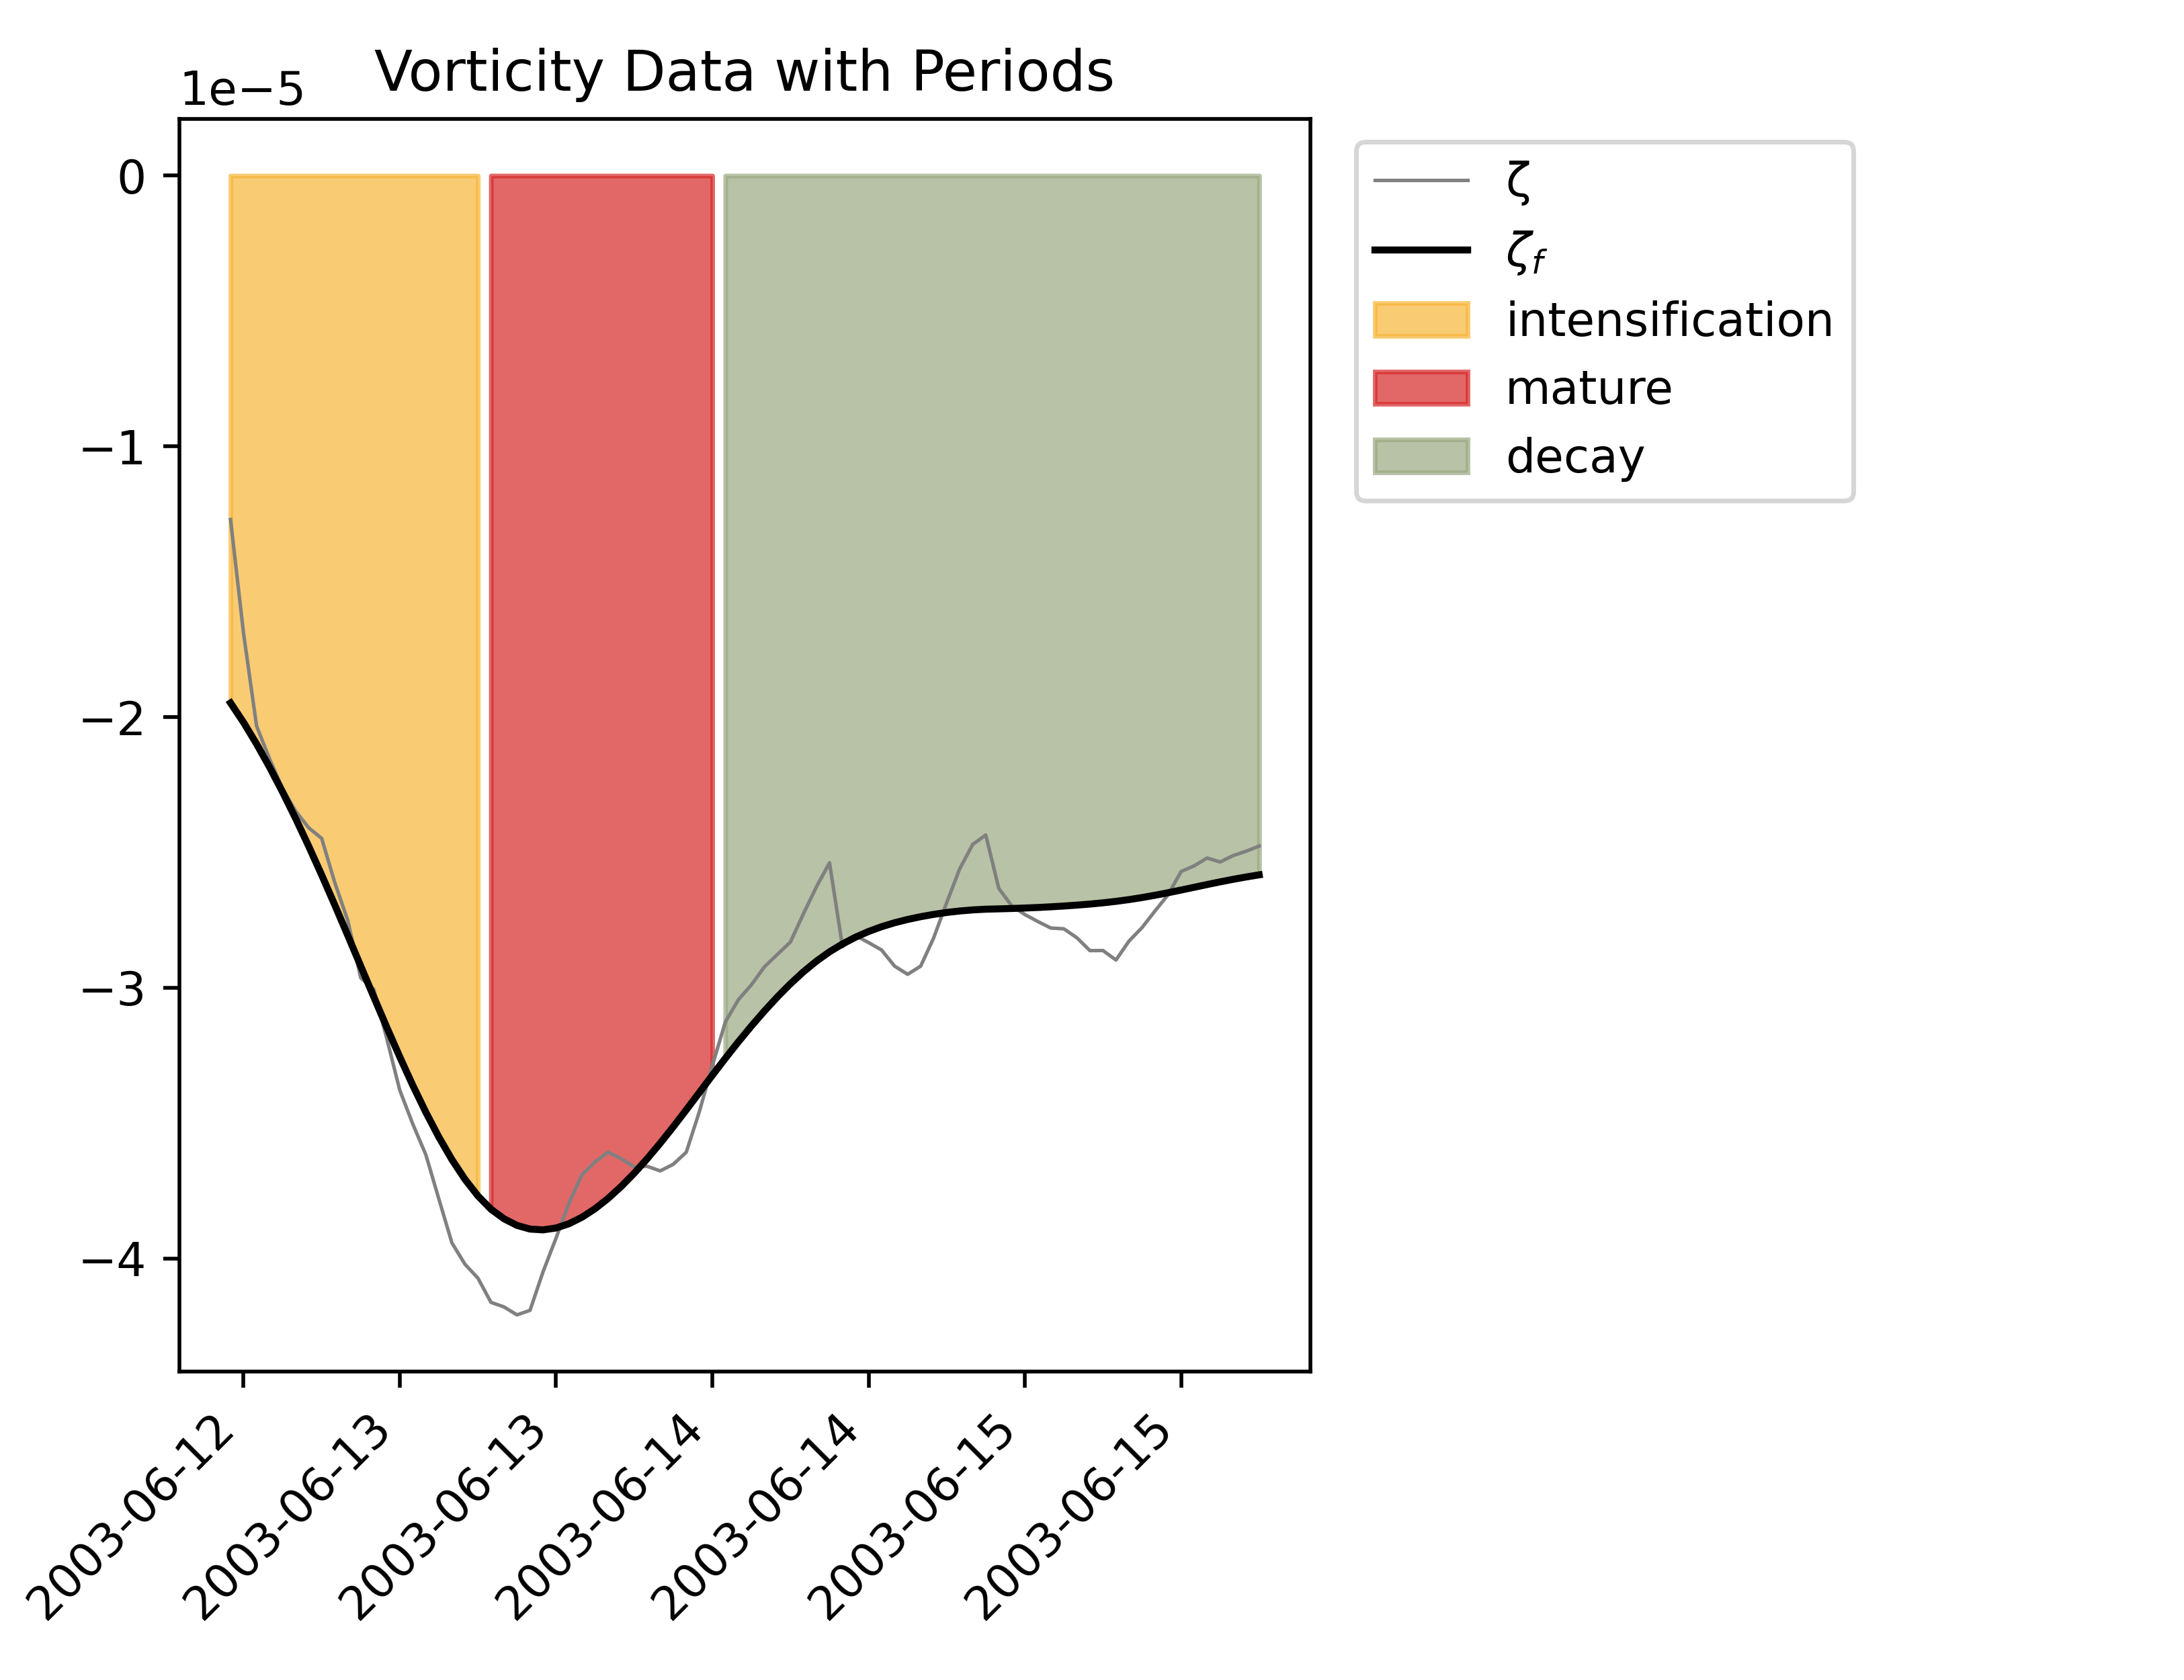 Vorticity Data with Periods
1e−5
0
−1
−2
−3
−4
2003-06-12
2003-06-13
2003-06-13
2003-06-14
2003-06-14
2003-06-15
2003-06-15
ζ
ζf
intensification
mature
decay